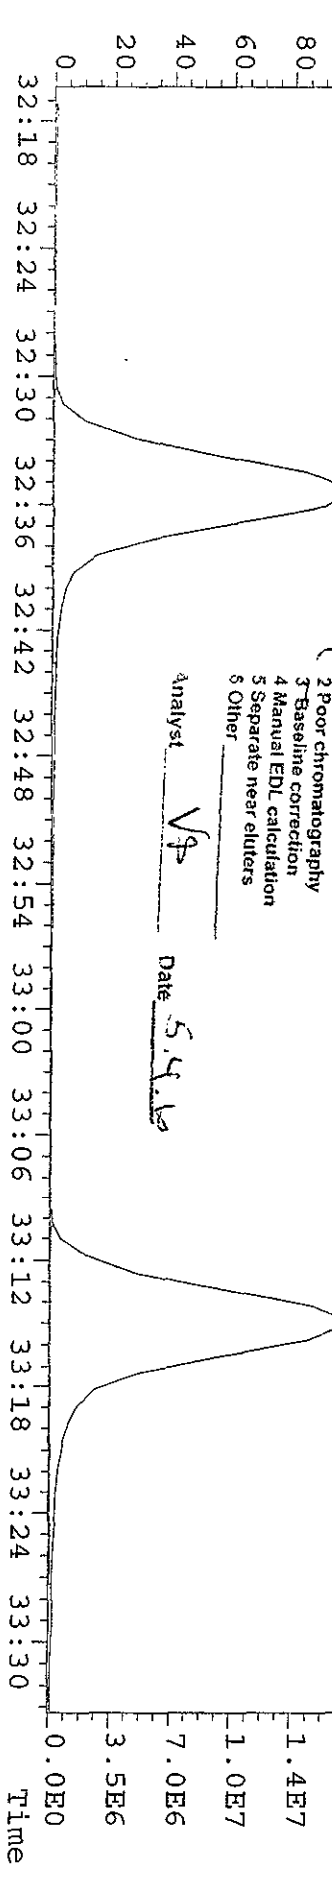 80
60
40
20
0
2 Poor chromatography
3 Baseline correction
4 Manual EDL calculation
5 Separate near eluters
6 Other
Analyst
Date
1.4E7
1.0E7
7.0E6
3.5E6
0.0E0
32:18 32:24 32:30 32:36 32:42 32:48 32:54 33:00 33:06 33:12 33:18 33:24 33:30
Time